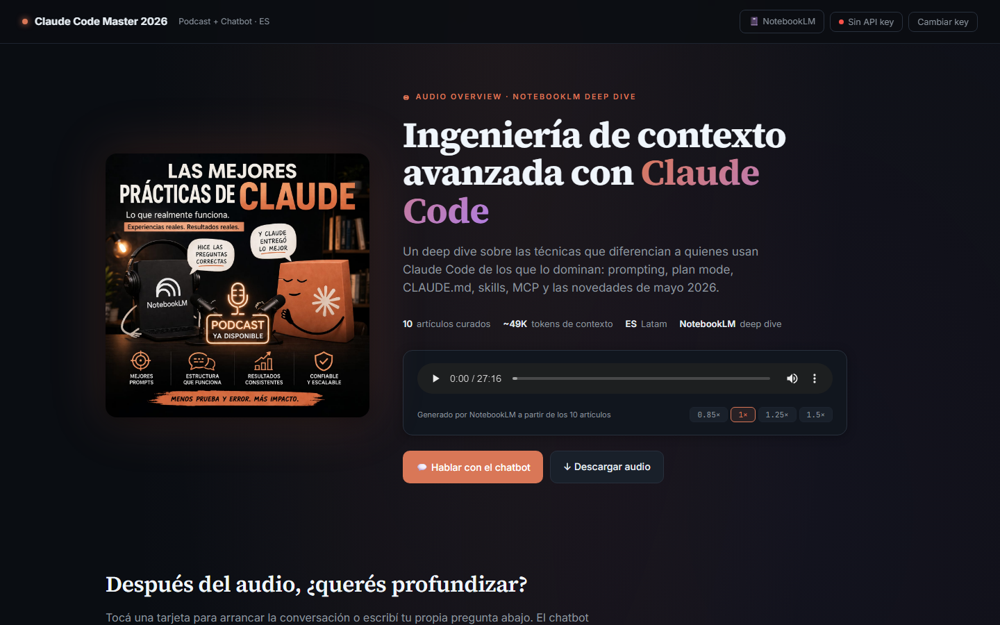 Claude Code Master 2026
Podcast + Chatbot · ES
NotebookLM
Sin API key
Cambiar key
AUDIO OVERVIEW · NOTEBOOKLM DEEP DIVE
Ingeniería de contexto
avanzada con Claude
Code
Un deep dive sobre las técnicas que diferencian a quienes usan
Claude Code de los que lo dominan: prompting, plan mode,
CLAUDE.md, skills, MCP y las novedades de mayo 2026.
10 artículos curados ~49K tokens de contexto ES Latam NotebookLM deep dive
0:00 / 27:16
Generado por NotebookLM a partir de los 10 artículos
0.85×
1×
1.25×
1.5×
Hablar con el chatbot
↓ Descargar audio
LAS MEJORES
PRÁCTICAS DE CLAUDE
Lo que realmente funciona.
Experiencias reales. Resultados reales.
HICE LAS
PREGUNTAS
CORRECTAS
Y CLAUDE
ENTREGÓ
LO MEJOR
NotebookLM
PODCAST
YA DISPONIBLE
MEJORES
PROMPTS
ESTRUCTURA
QUE FUNCIONA
RESULTADOS
CONSISTENTES
CONFIABLE
Y ESCALABLE
MENOS PRUEBA Y ERROR. MÁS IMPACTO.
Después del audio, ¿querés profundizar?
Tocá una tarjeta para arrancar la conversación o escribí tu propia pregunta abajo. El chatbot